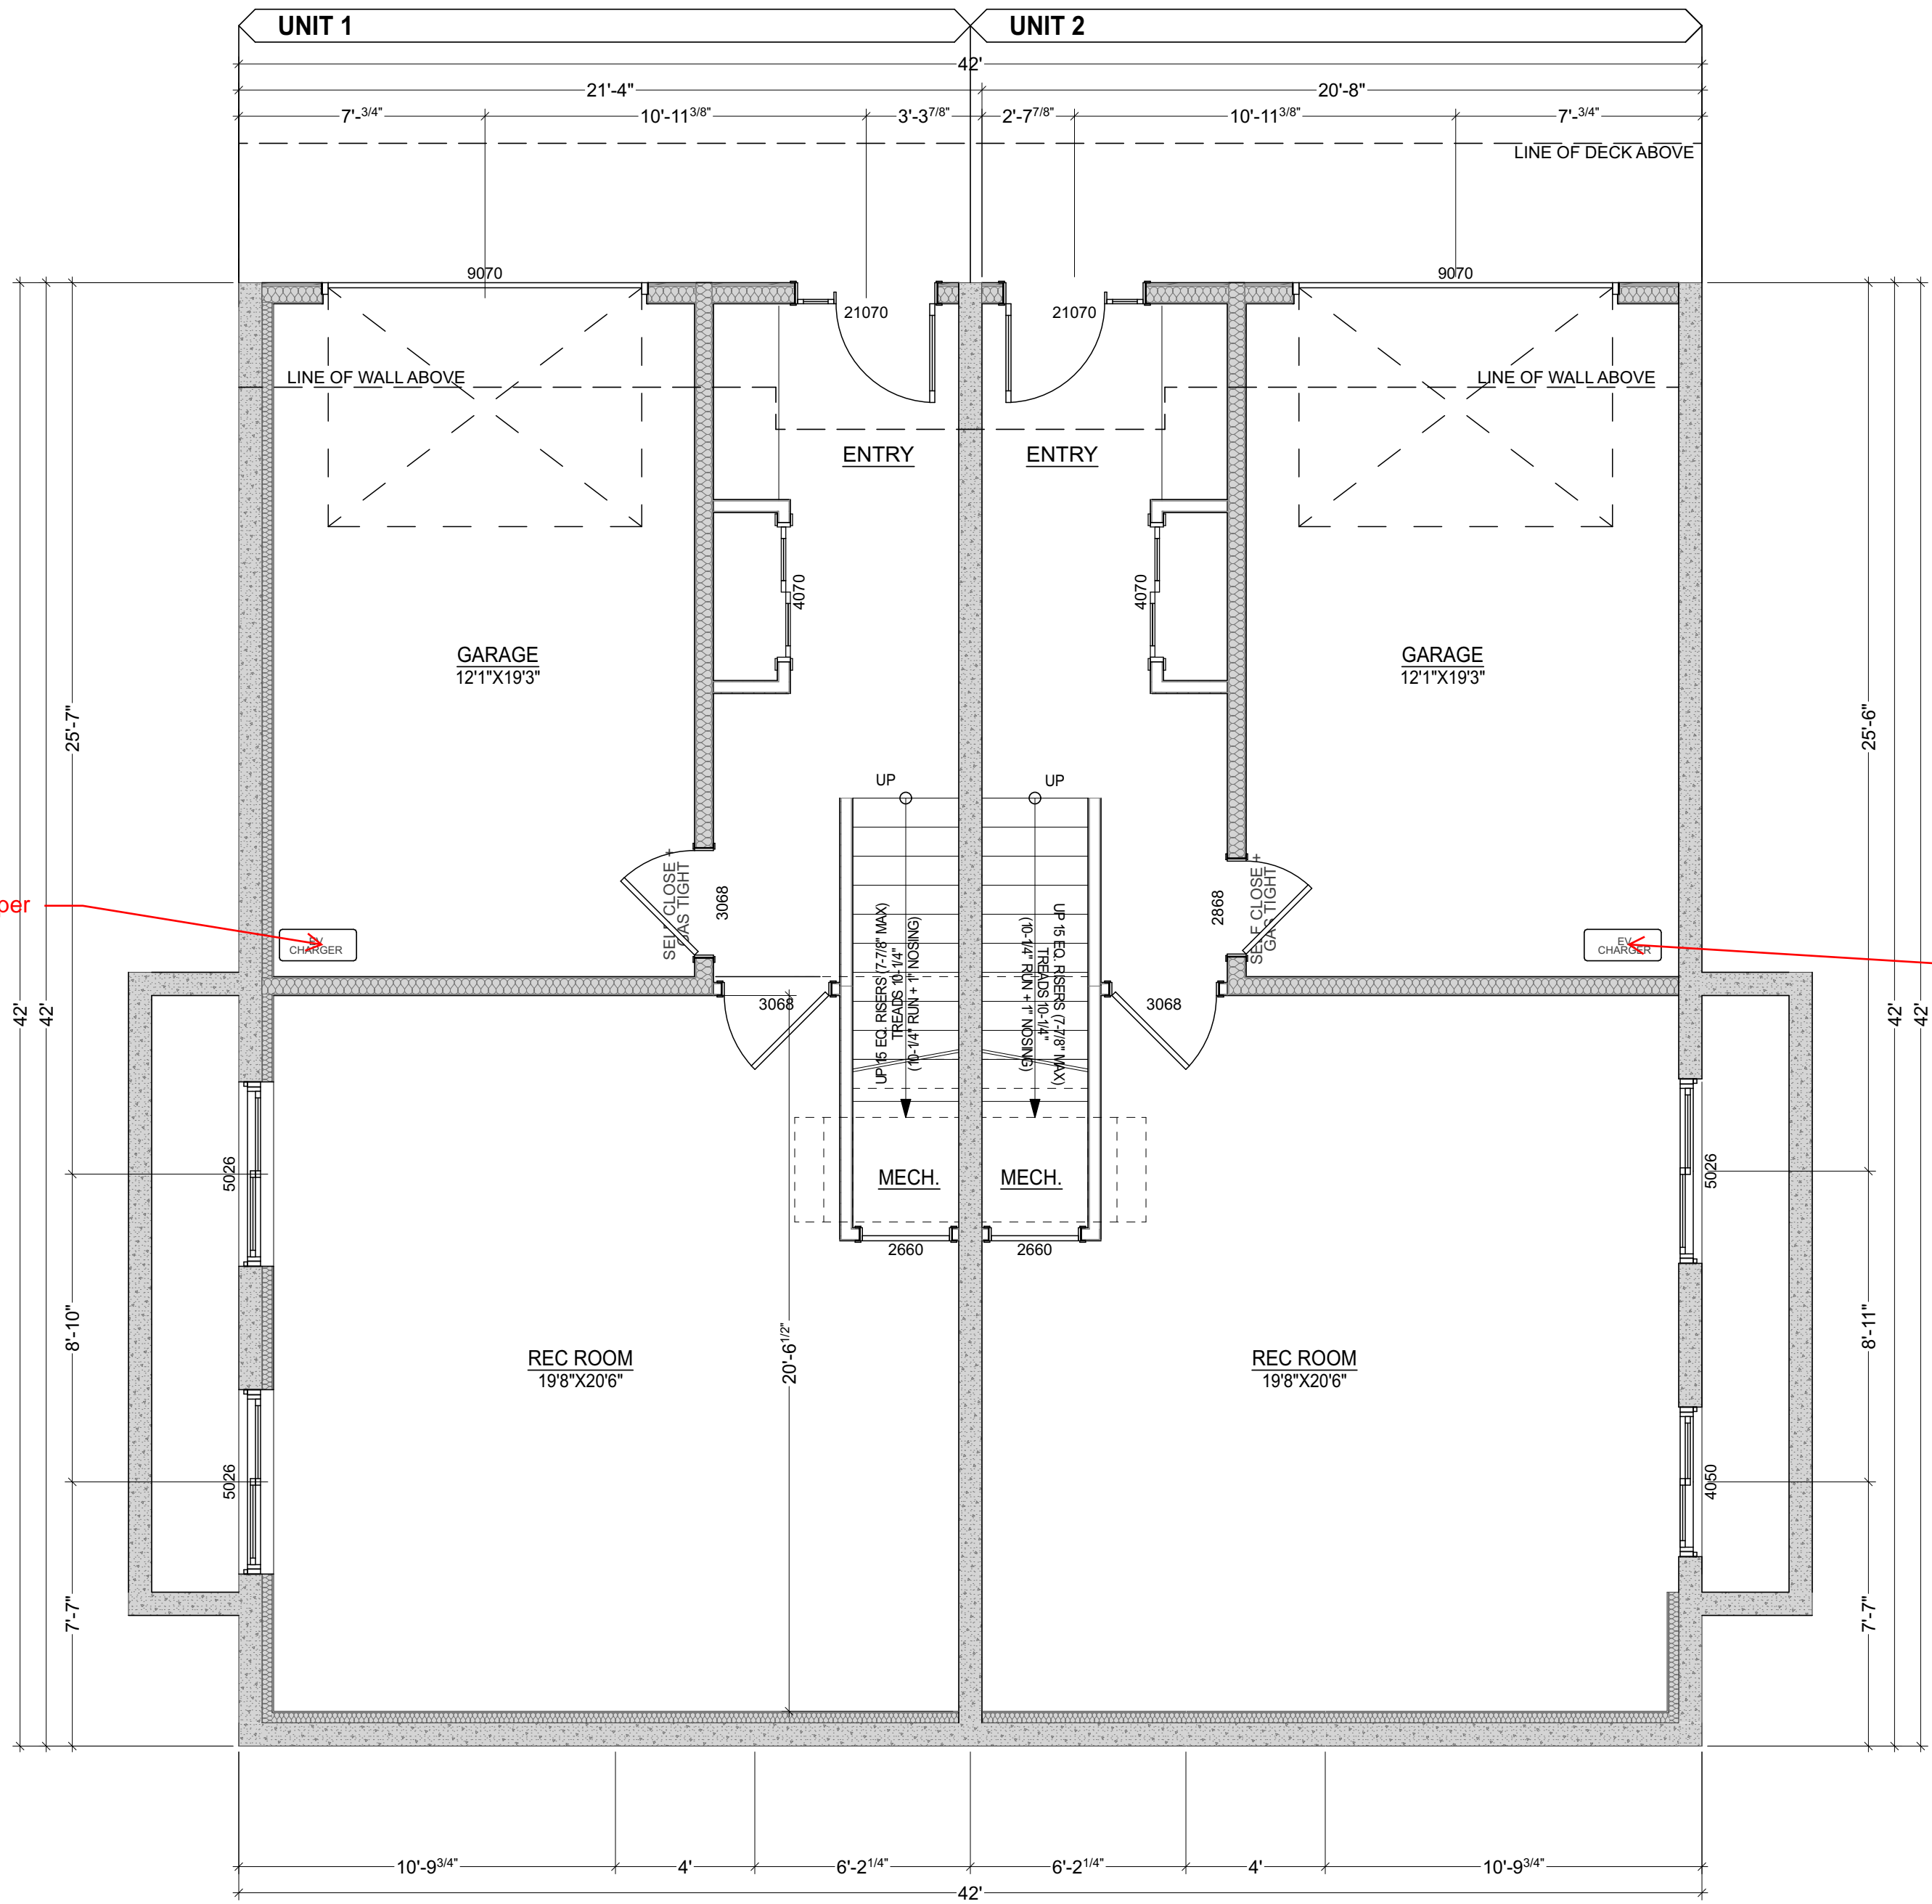 UNIT 1
UNIT 2
42'
21'-4"
20'-8"
7'-3/4"
10'-11 3/8"
3'-3 7/8"
2'-7 7/8"
10'-11 3/8"
7'-3/4"
LINE OF DECK ABOVE
9070
9070
21070
21070
LINE OF WALL ABOVE
LINE OF WALL ABOVE
ENTRY
ENTRY
4070
4070
GARAGE
12'1"X19'3"
GARAGE
12'1"X19'3"
25'-7"
25'-6"
UP
UP
SELF CLOSE +
GAS TIGHT
3068
2868
SELF CLOSE +
GAS TIGHT
EV
CHARGER
EV
CHARGER
UP 15 EQ. RISERS (7-7/8" MAX)
TREADS 10-1/4"
(10-1/4" RUN + 1" NOSING)
UP 15 EQ. RISERS (7-7/8" MAX)
TREADS 10-1/4"
(10-1/4" RUN + 1" NOSING)
3068
3068
42'
42'
42'
42'
5026
5026
MECH.
MECH.
2660
2660
8'-10"
8'-11"
20'-6 1/2"
REC ROOM
19'8"X20'6"
REC ROOM
19'8"X20'6"
5026
4050
7'-7"
7'-7"
10'-9 3/4"
4'
6'-2 1/4"
6'-2 1/4"
4'
10'-9 3/4"
42'